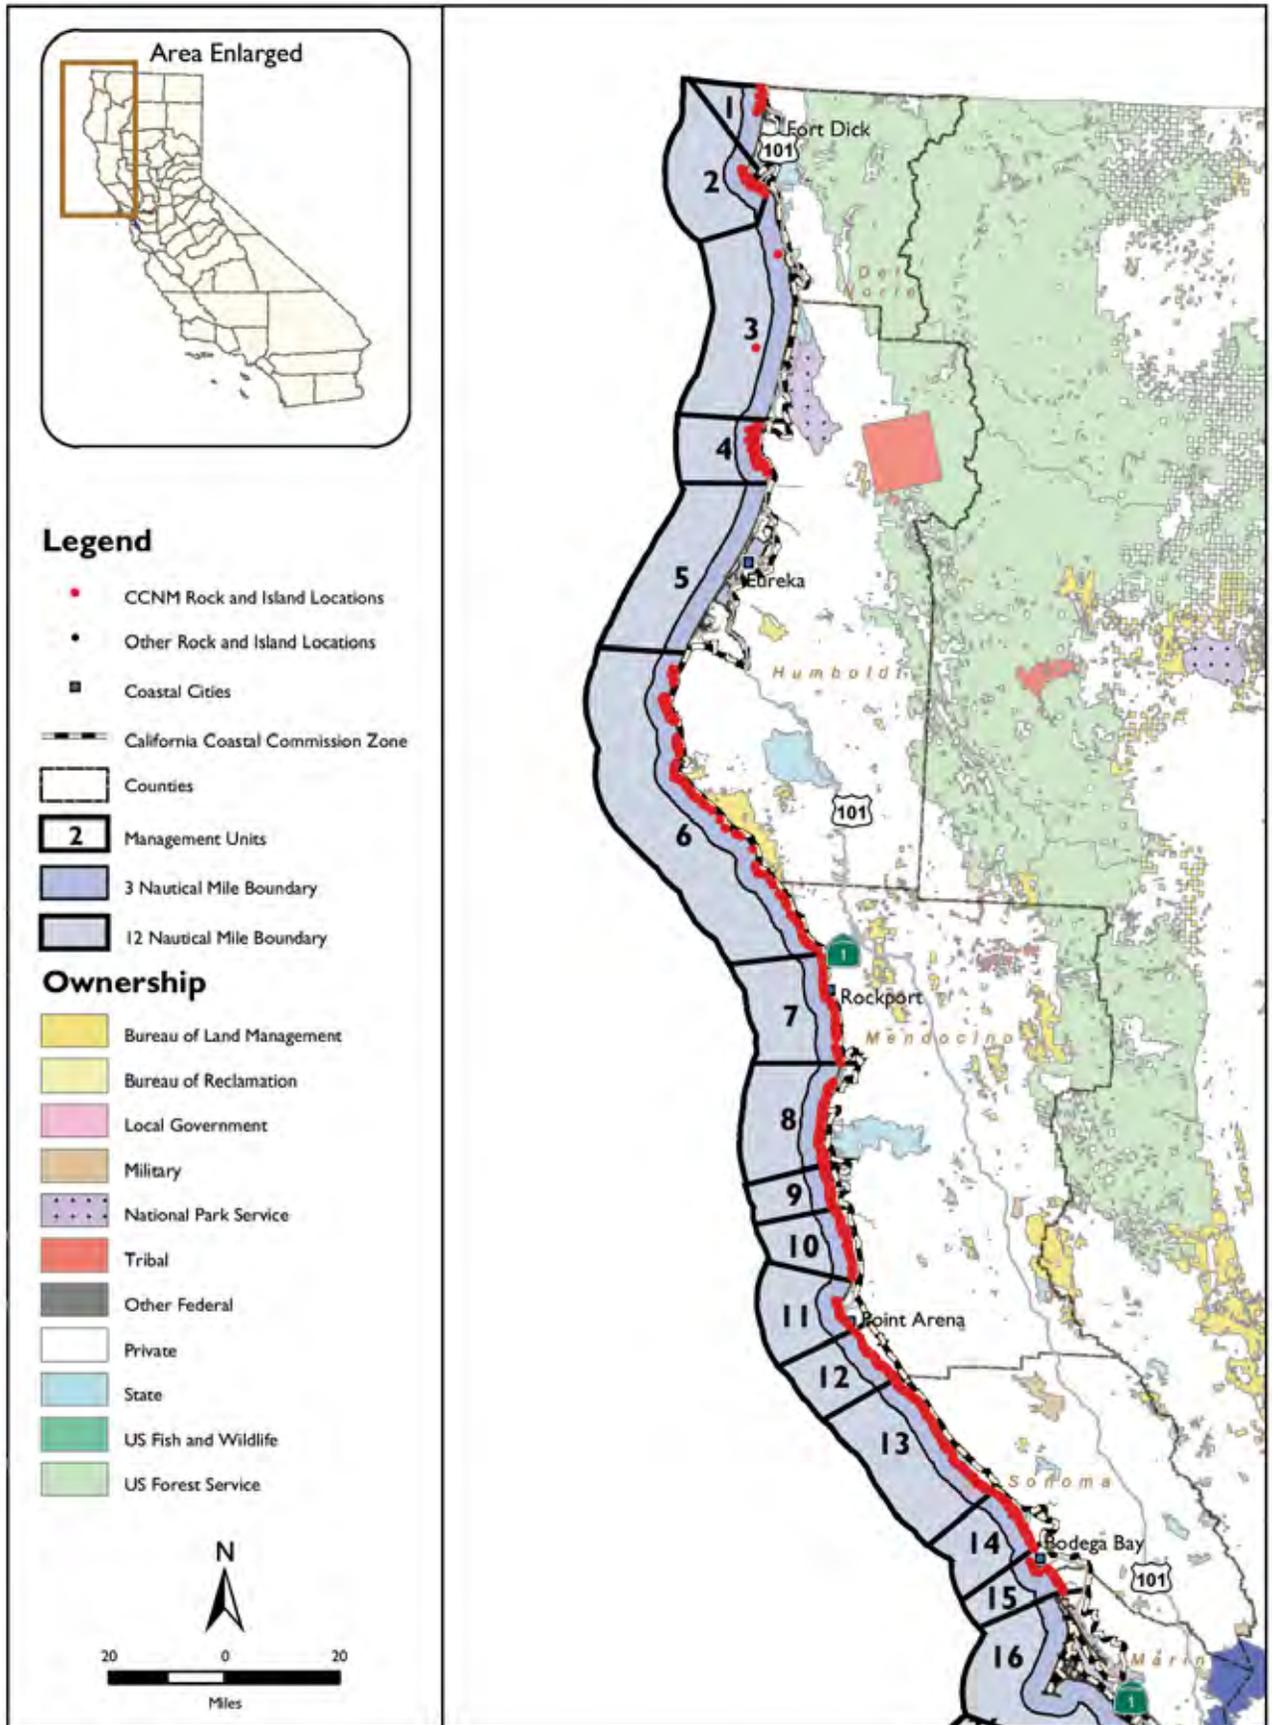 Area Enlarged
Legend
CCNM Rock and Island Locations
Other Rock and Island Locations
Coastal Cities
California Coastal Commission Zone
Counties
2 Management Units
3 Nautical Mile Boundary
12 Nautical Mile Boundary
Ownership
Bureau of Land Management
Bureau of Reclamation
Local Government
Military
National Park Service
Tribal
Other Federal
Private
State
US Fish and Wildlife
US Forest Service
N
20 0 20
Miles
1
Fort Dick
101
2
Del
Norte
3
4
5
Eureka
Humboldt
6
101
1
Rockport
7
Mendocino
8
9
10
11
Point Arena
12
13
Sonoma
14
Bodega Bay
101
15
16
Marin
1